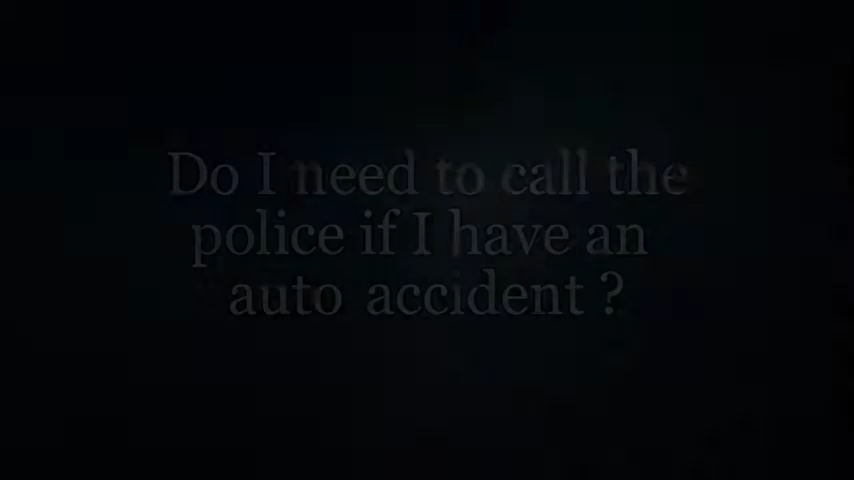 Do I need to call the
police if I have an
auto accident ?